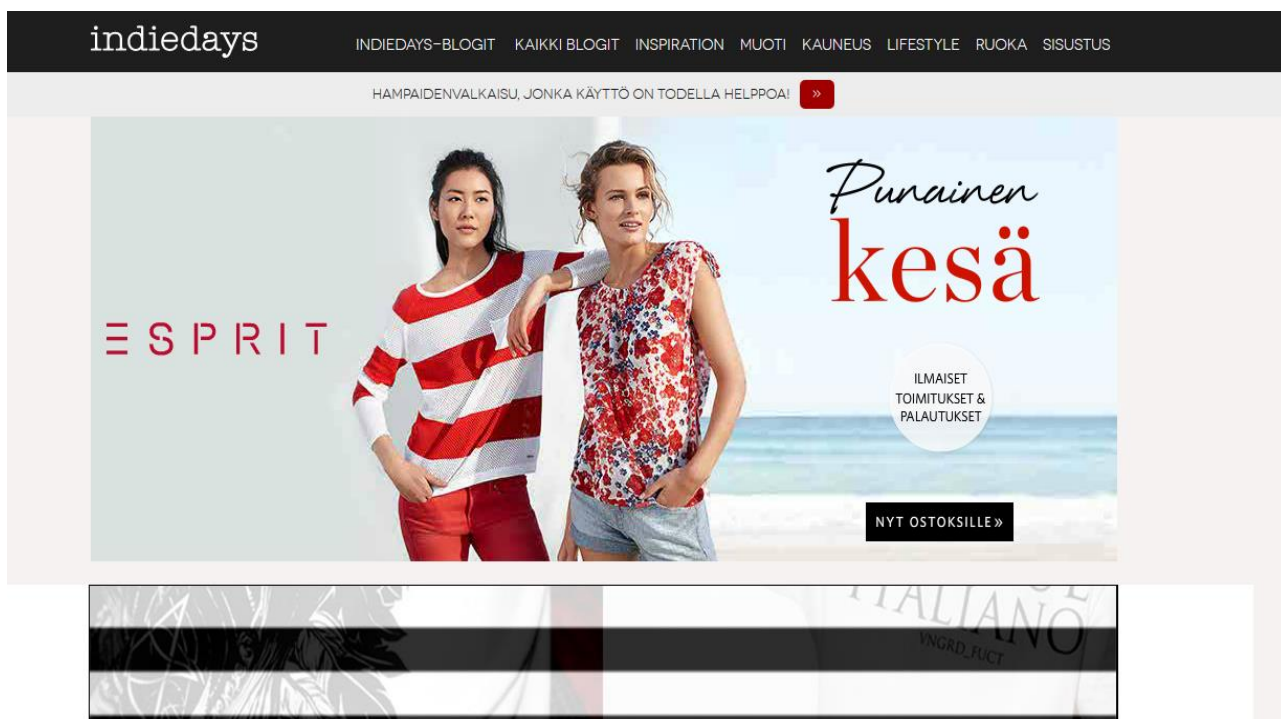 indiedays
INDIEDAYS-BLOGIT KAIKKI BLOGIT INSPIRATION MUOTI KAUNEUS LIFESTYLE RUOKA SISUSTUS
HAMPAIDENVALKAISU, JONKA KÄYTTÖ ON TODELLA HELPPOA! »
ESPRIT
Punainen
kesä
ILMAISET
TOIMITUKSET &
PALAUTUKSET
NYT OSTOKSILLE»
ITALIANO
VNGRD_FUCT